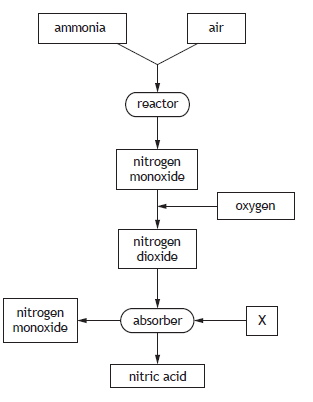 ammonia
air
reactor
nitrogen
monoxide
oxygen
nitrogen
dioxide
nitrogen
monoxide
absorber
X
nitric acid